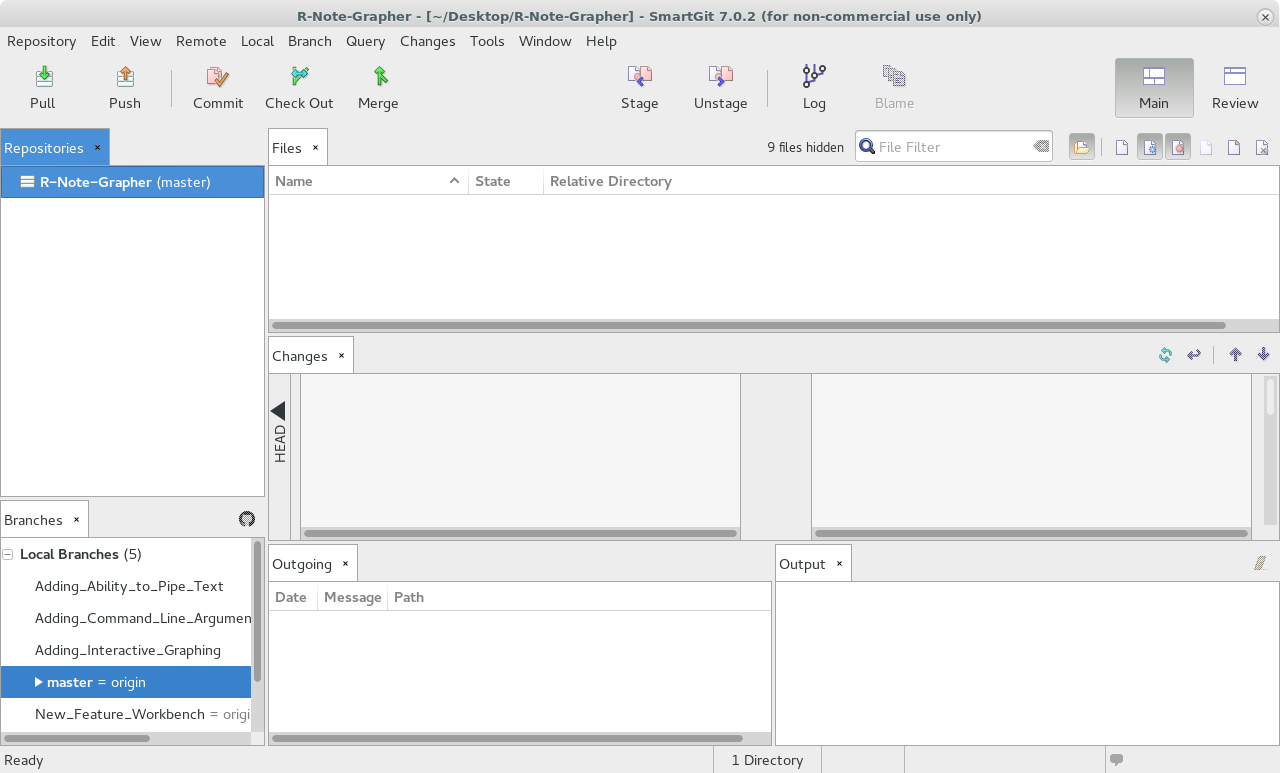 R-Note-Grapher - [~/Desktop/R-Note-Grapher] - SmartGit 7.0.2 (for non-commercial use only)
Repository Edit View Remote Local Branch Query Changes Tools Window Help
Pull Push Commit Check Out Merge Stage Unstage Log Blame Main Review
Repositories
R-Note-Grapher (master)
Files
9 files hidden
File Filter
Name State Relative Directory
Changes
HEAD
Branches
Local Branches (5)
Adding_Ability_to_Pipe_Text
Adding_Command_Line_Argumen
Adding_Interactive_Graphing
master = origin
New_Feature_Workbench = origi
Outgoing
Date Message Path
Output
Ready
1 Directory